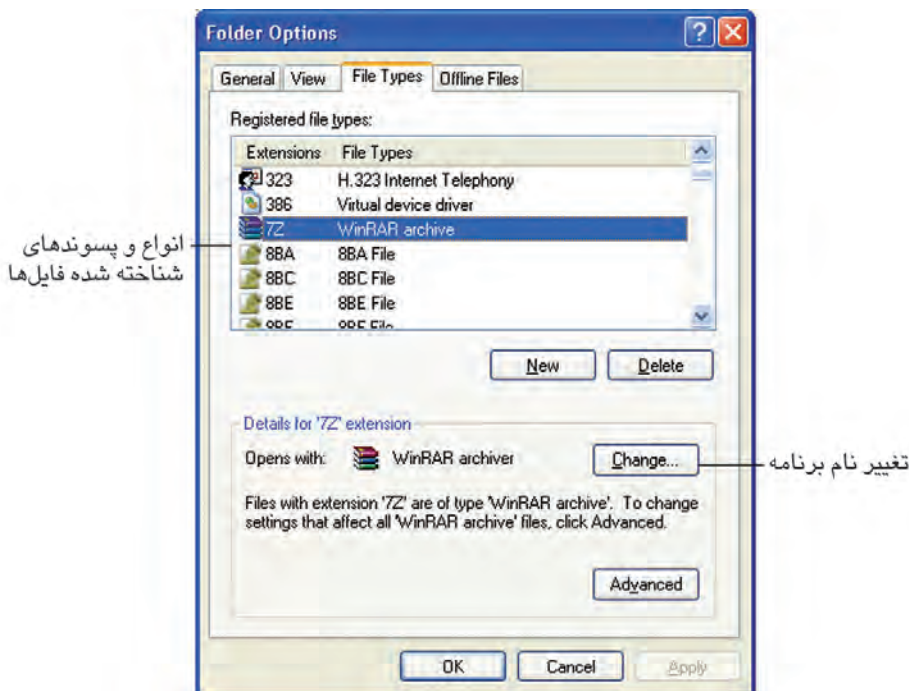 Folder Options
General View File Types Offline Files
Registered file types:
Extensions File Types
323 H.323 Internet Telephony
386 Virtual device driver
7Z WinRAR archive
8BA 8BA File
8BC 8BC File
8BE 8BE File
8BF 8BF File
انواع و پسوندهای
شناخته شده فایل‌ها
New Delete
Details for '7Z' extension
Opens with: WinRAR archiver Change...
تغییر نام برنامه
Files with extension '7Z' are of type 'WinRAR archive'. To change
settings that affect all 'WinRAR archive' files, click Advanced.
Advanced
OK Cancel Apply